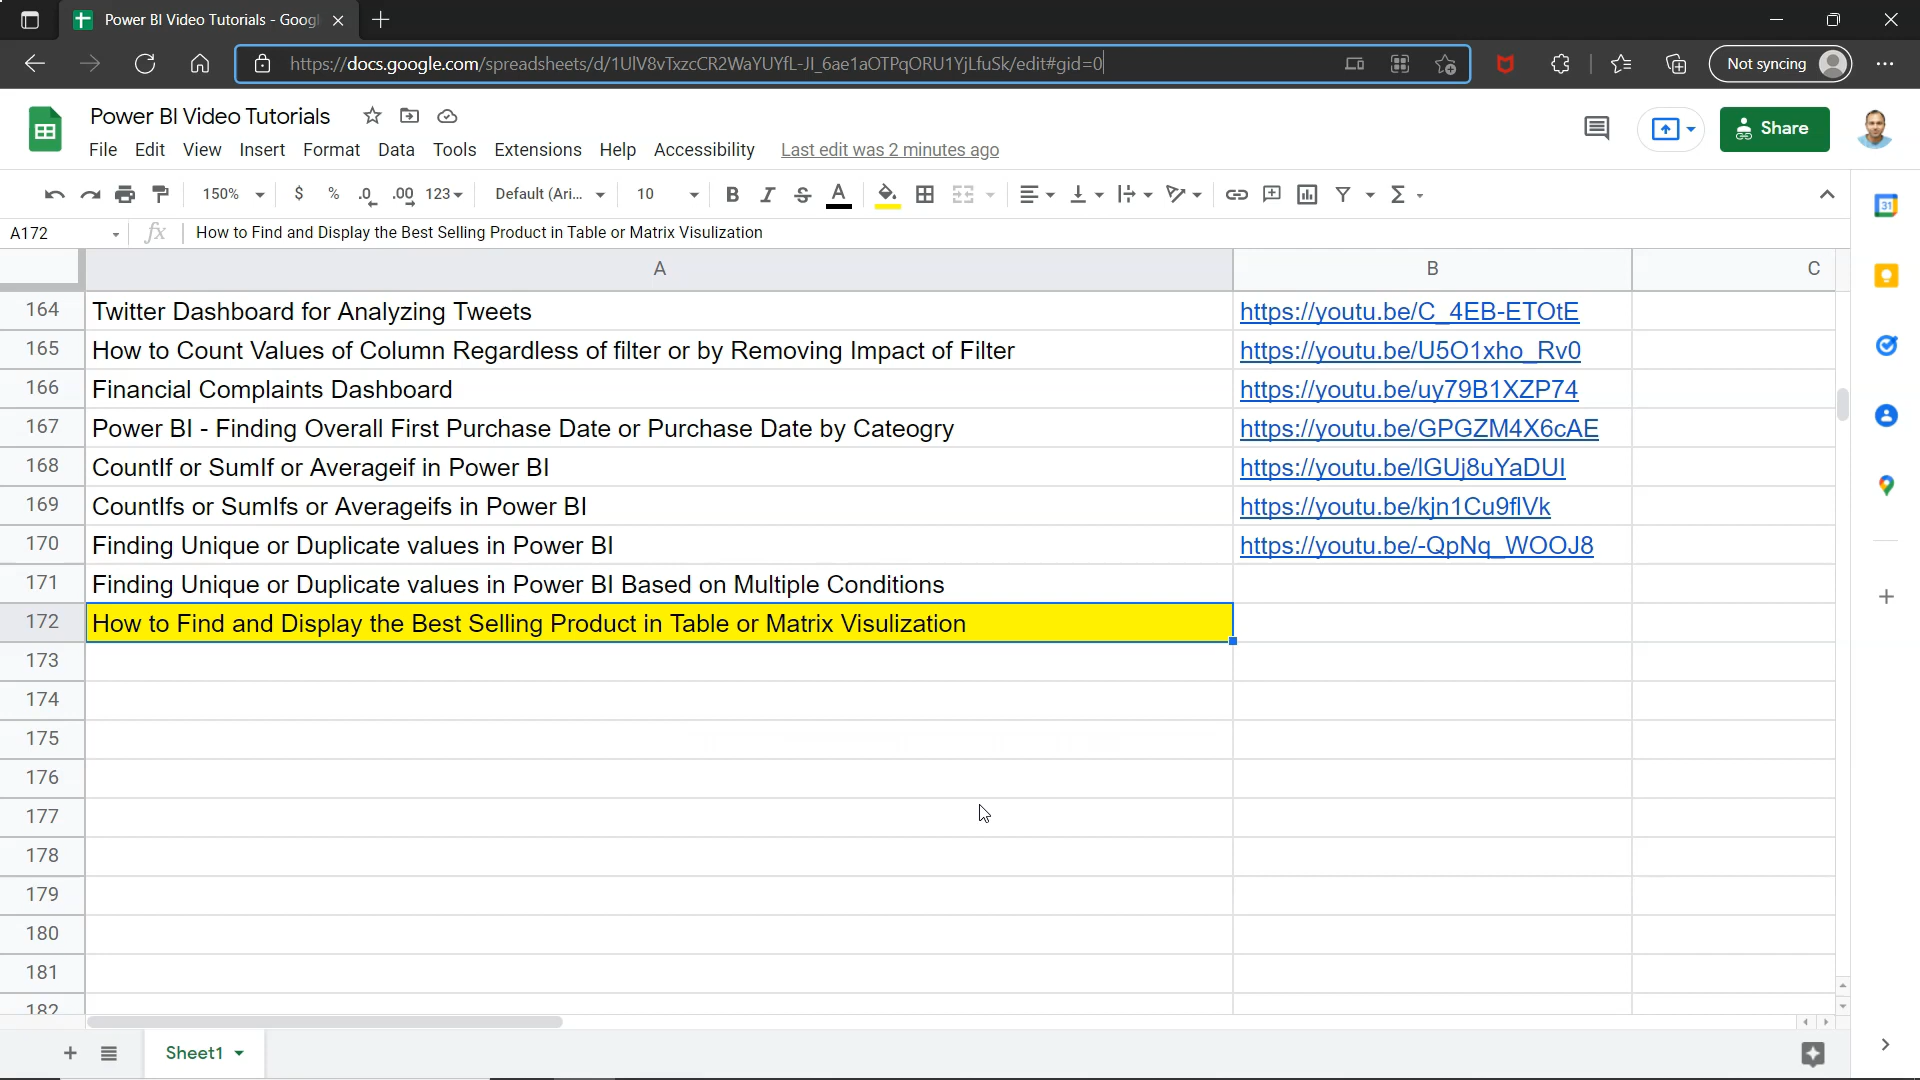 Power BI Video Tutorials - Goog
https://docs.google.com/spreadsheets/d/1UlV8vTxzcCR2WaYUYfL-JI_6ae1aOTPqORU1YjLfuSk/edit#gid=0
Not syncing
Power BI Video Tutorials
File Edit View Insert Format Data Tools Extensions Help Accessibility Last edit was 2 minutes ago
Share
150% $ % .0 .00 123 Default (Ari... 10 B I S A
A172 fx How to Find and Display the Best Selling Product in Table or Matrix Visulization
A B C
164 Twitter Dashboard for Analyzing Tweets https://youtu.be/C_4EB-ETOtE
165 How to Count Values of Column Regardless of filter or by Removing Impact of Filter https://youtu.be/U5O1xho_Rv0
166 Financial Complaints Dashboard https://youtu.be/uy79B1XZP74
167 Power BI - Finding Overall First Purchase Date or Purchase Date by Cateogry https://youtu.be/GPGZM4X6cAE
168 CountIf or SumIf or Averageif in Power BI https://youtu.be/IGUj8uYaDUI
169 CountIfs or SumIfs or Averageifs in Power BI https://youtu.be/kjn1Cu9flVk
170 Finding Unique or Duplicate values in Power BI https://youtu.be/-QpNq_WOOJ8
171 Finding Unique or Duplicate values in Power BI Based on Multiple Conditions
172 How to Find and Display the Best Selling Product in Table or Matrix Visulization
173
174
175
176
177
178
179
180
181
182
Sheet1